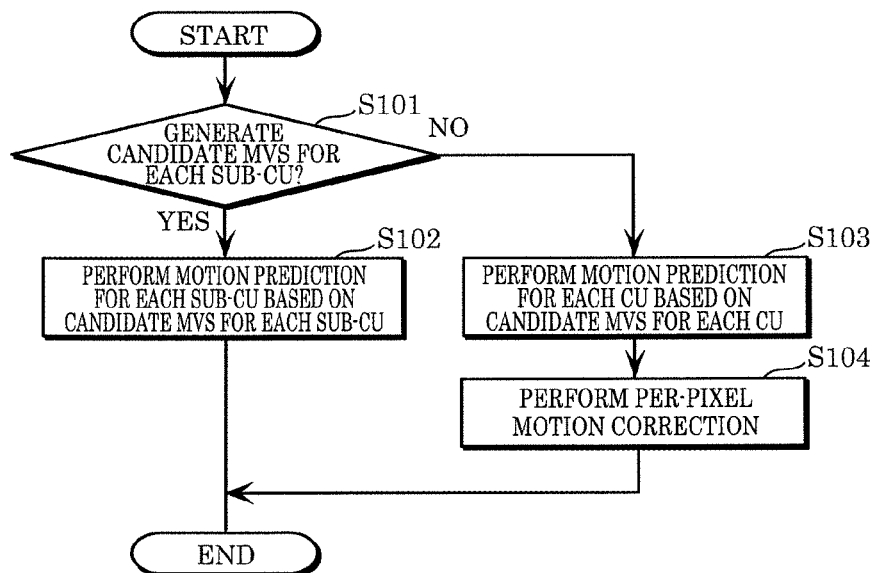 START
S101
GENERATE
CANDIDATE MVS FOR
EACH SUB-CU?
NO
YES
S102
PERFORM MOTION PREDICTION
FOR EACH SUB-CU BASED ON
CANDIDATE MVS FOR EACH SUB-CU
S103
PERFORM MOTION PREDICTION
FOR EACH CU BASED ON
CANDIDATE MVS FOR EACH CU
S104
PERFORM PER-PIXEL
MOTION CORRECTION
END